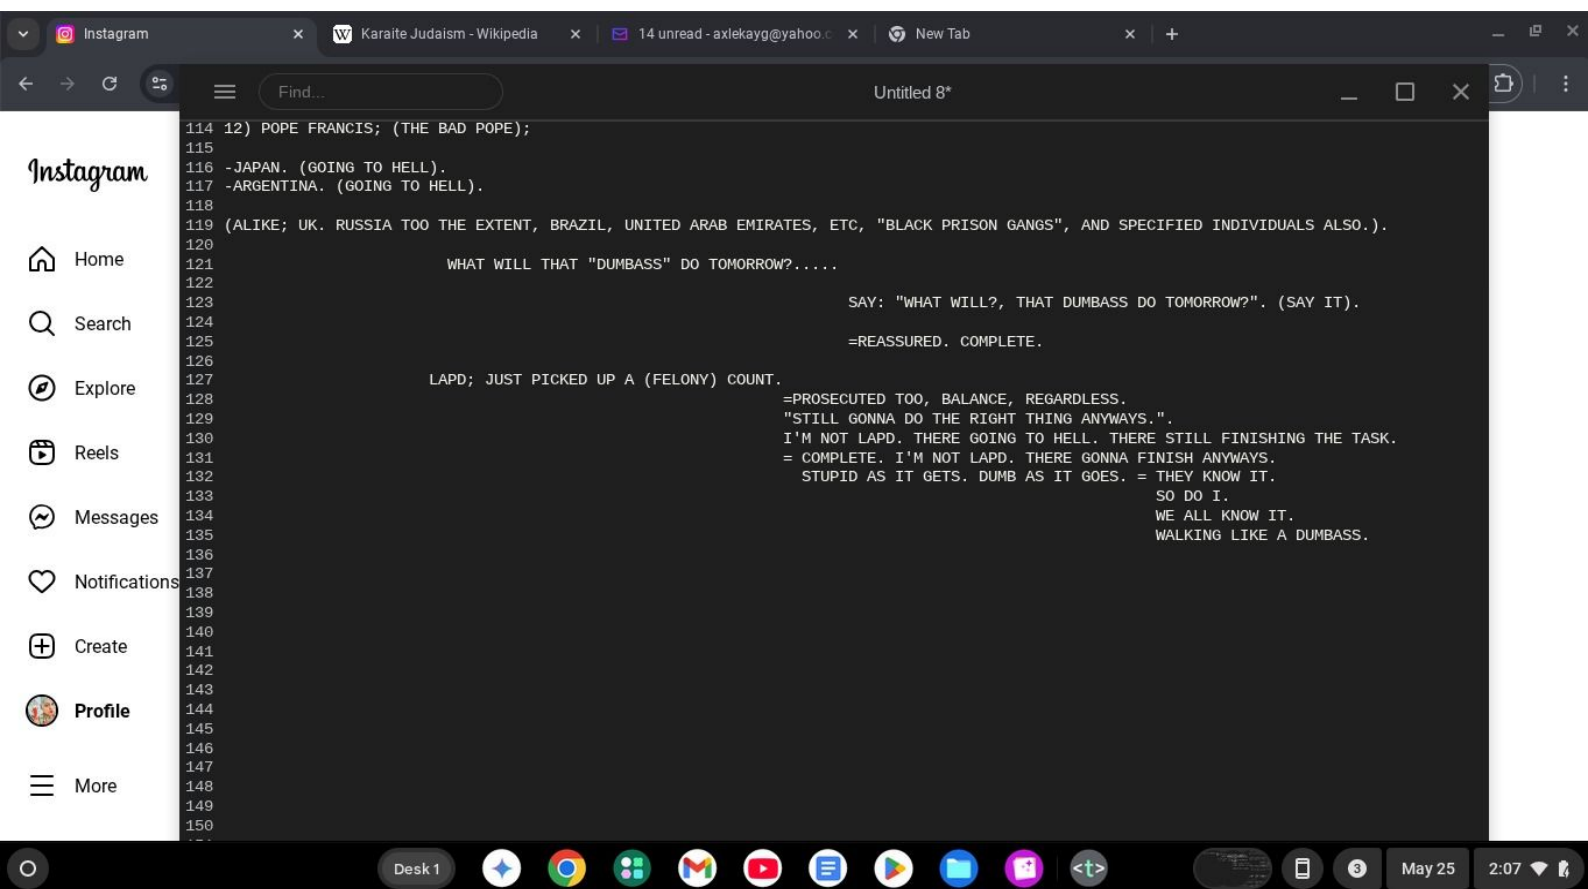 Instagram
Karaite Judaism - Wikipedia
14 unread - axlekayg@yahoo.c
New Tab
Find...
Untitled 8*
Instagram
Home
Search
Explore
Reels
Messages
Notifications
Create
Profile
More
114 12) POPE FRANCIS; (THE BAD POPE);
115
116 -JAPAN. (GOING TO HELL).
117 -ARGENTINA. (GOING TO HELL).
118
119 (ALIKE; UK. RUSSIA TOO THE EXTENT, BRAZIL, UNITED ARAB EMIRATES, ETC, "BLACK PRISON GANGS", AND SPECIFIED INDIVIDUALS ALSO.).
120
121 WHAT WILL THAT "DUMBASS" DO TOMORROW?.....
122
123 SAY: "WHAT WILL?, THAT DUMBASS DO TOMORROW?". (SAY IT).
124
125 =REASSURED. COMPLETE.
126
127 LAPD; JUST PICKED UP A (FELONY) COUNT.
128 =PROSECUTED TOO, BALANCE, REGARDLESS.
129 "STILL GONNA DO THE RIGHT THING ANYWAYS.".
130 I'M NOT LAPD. THERE GOING TO HELL. THERE STILL FINISHING THE TASK.
131 = COMPLETE. I'M NOT LAPD. THERE GONNA FINISH ANYWAYS.
132 STUPID AS IT GETS. DUMB AS IT GOES. = THEY KNOW IT.
133 SO DO I.
134 WE ALL KNOW IT.
135 WALKING LIKE A DUMBASS.
136
137
138
139
140
141
142
143
144
145
146
147
148
149
150
Desk 1
<t>
3
May 25
2:07